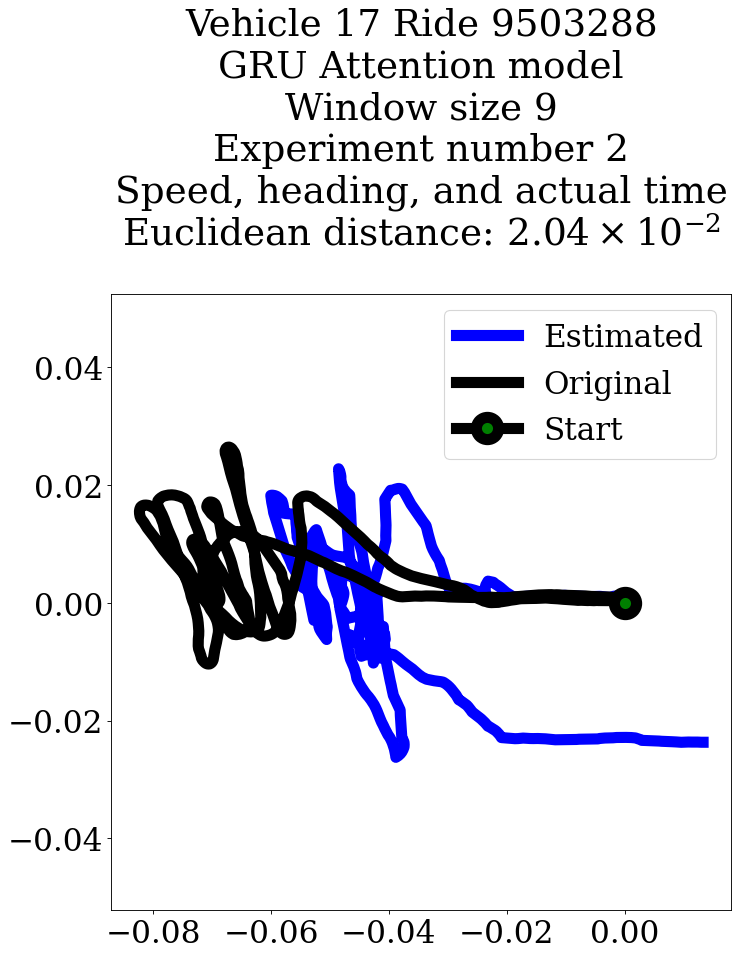 Vehicle 17 Ride 9503288
GRU Attention model
Window size 9
Experiment number 2
Speed, heading, and actual time
Euclidean distance: 2.04 × 10⁻²
Estimated
Original
Start
0.04
0.02
0.00
−0.02
−0.04
−0.08 −0.06 −0.04 −0.02 0.00